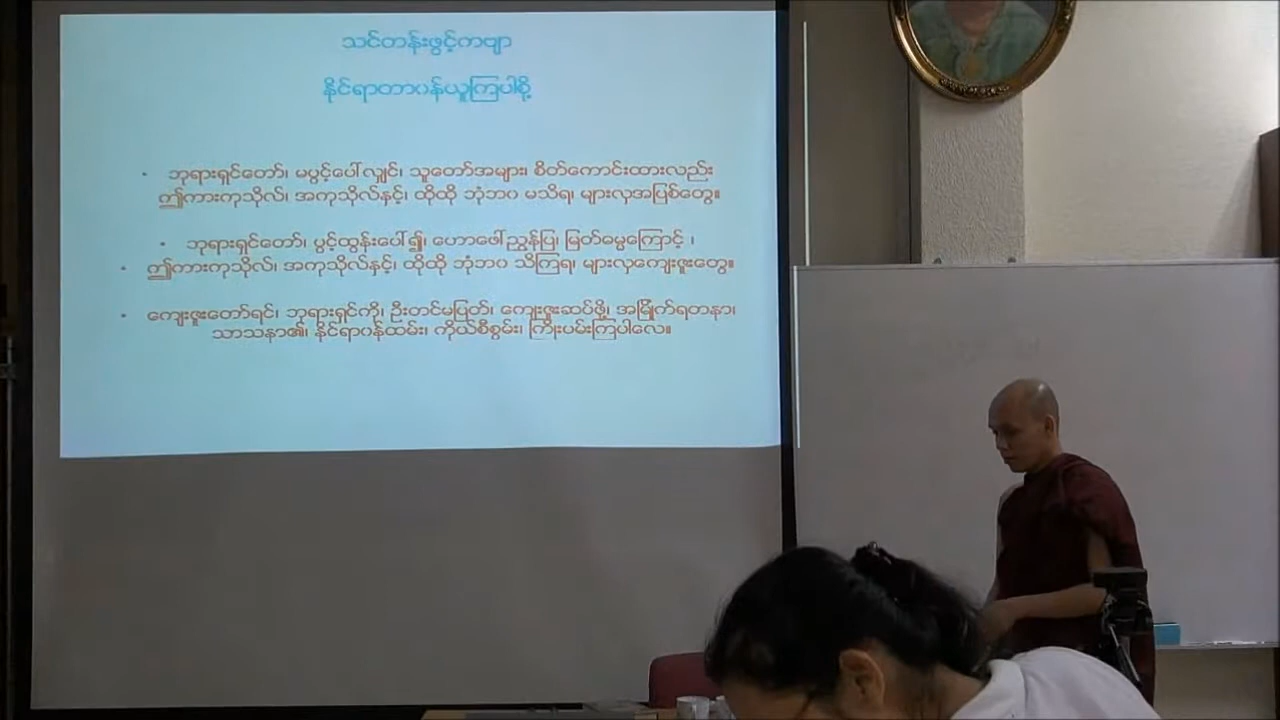 သင်တန်းဖွင့်ကဗျာ
နိုင်ရာတာဝန်ယူကြပါစို့
• ဘုရားရှင်တော်၊ မပွင့်ပေါ်လျှင်၊ သူတော်အများ၊ စိတ်ကောင်းထားလည်း
ဤကားကုသိုလ်၊ အကုသိုလ်နှင့်၊ ထိုထို ဘုံဘဝ မသိရ၊ များလှအပြစ်တွေ။
• ဘုရားရှင်တော်၊ ပွင့်ထွန်းပေါ်၍၊ ဟောဖေါ်ညွှန်ပြ၊ မြတ်ဓမ္မကြောင့် ၊
• ဤကားကုသိုလ်၊ အကုသိုလ်နှင့်၊ ထိုထို ဘုံဘဝ သိကြရ၊ များလှကျေးဇူးတွေ။
• ကျေးဇူးတော်ရင်၊ ဘုရားရှင်ကို၊ ဦးတင်မပြတ်၊ ကျေးဇူးဆပ်ဖို့၊ အမြိုက်ရတနာ၊
သာသနာ၏၊ နိုင်ရာဝန်ထမ်း၊ ကိုယ်စီစွမ်း၊ ကြိုးပမ်းကြပါလေ။